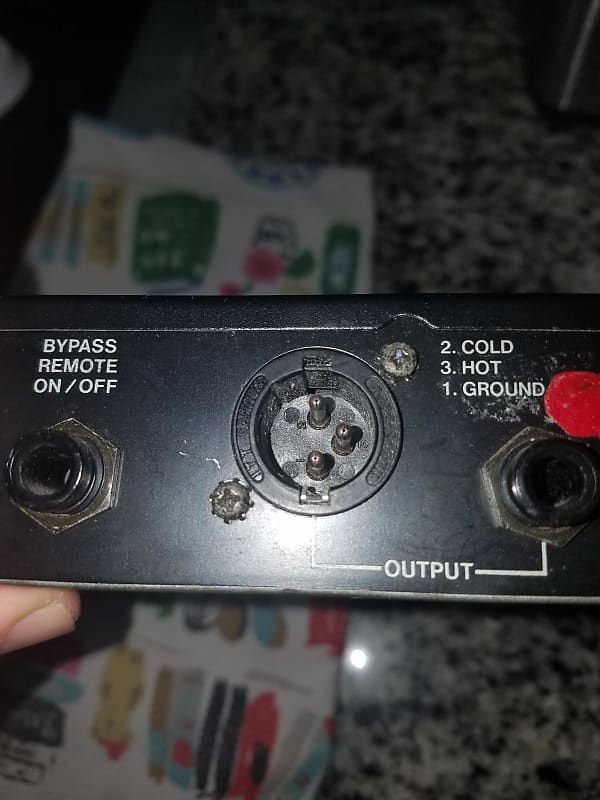 BYPASS
REMOTE
ON / OFF
2. COLD
3. HOT
1. GROUND
OUTPUT